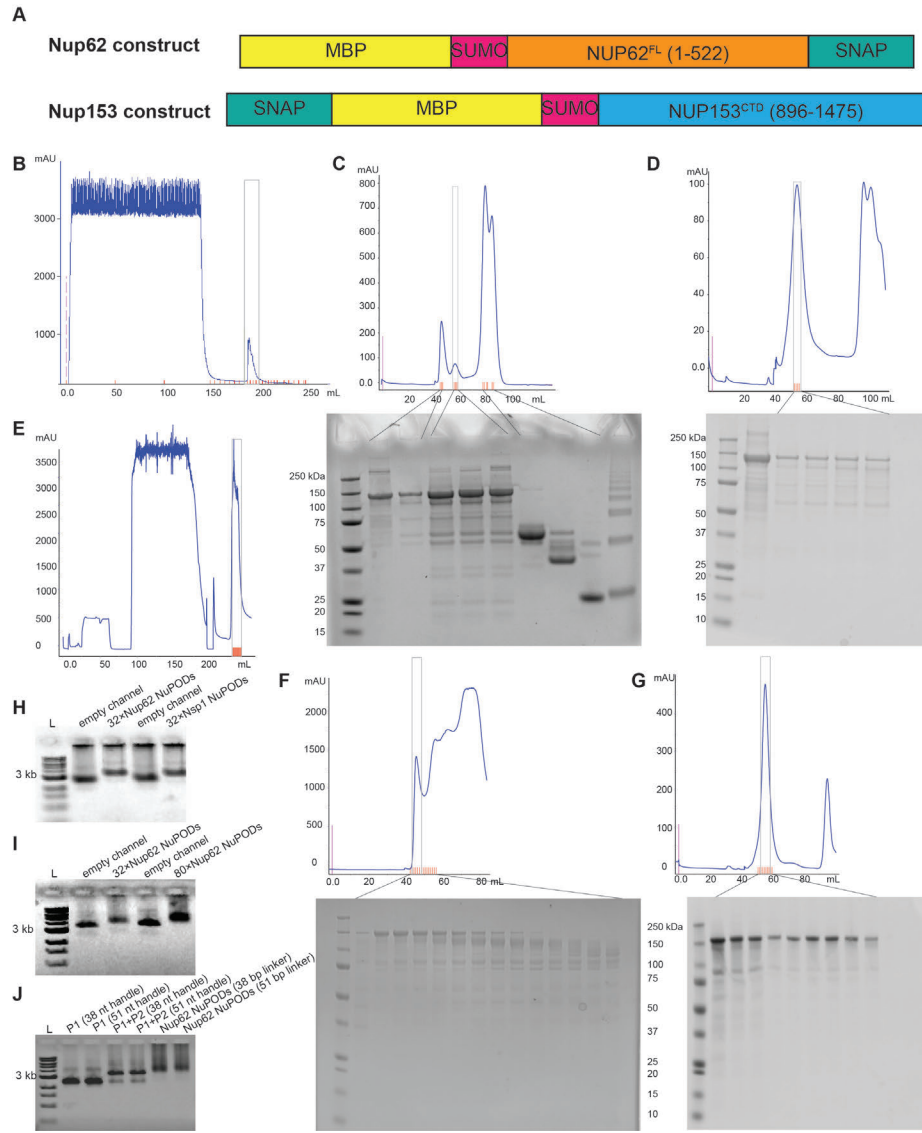 A
Nup62 construct
MBP
SUMO
NUP62FL (1-522)
SNAP
Nup153 construct
SNAP
MBP
SUMO
NUP153CTD (896-1475)
B
mAU
3000
2000
1000
0
50
100
150
200
250
mL
C
mAU
800
700
600
500
400
300
200
100
0.0
20
40
60
80
100
mL
250 kDa
150
100
75
50
37
25
20
15
D
mAU
100
80
60
40
20
0
0
20
40
60
80
100 mL
250 kDa
150
100
75
50
37
25
20
15
10
E
mAU
3500
3000
2500
2000
1500
1000
500
0
0.0
50
100
150
200
mL
F
mAU
2000
1500
1000
500
0
0
20
40
60
80
mL
G
mAU
500
400
300
200
100
0
0.0
20
40
60
80
mL
250 kDa
150
100
75
50
37
25
20
15
10
H
L
empty channel
32×Nup62 NuPODs
empty channel
32×Nsp1 NuPODs
3 kb
I
L
empty channel
32×Nup62 NuPODs
empty channel
80×Nup62 NuPODs
3 kb
J
L
P1 (38 nt handle)
P1 (51 nt handle)
P1+P2 (38 nt handle)
P1+P2 (51 nt handle)
Nup62 NuPODs (38 bp linker)
Nup62 NuPODs (51 bp linker)
3 kb